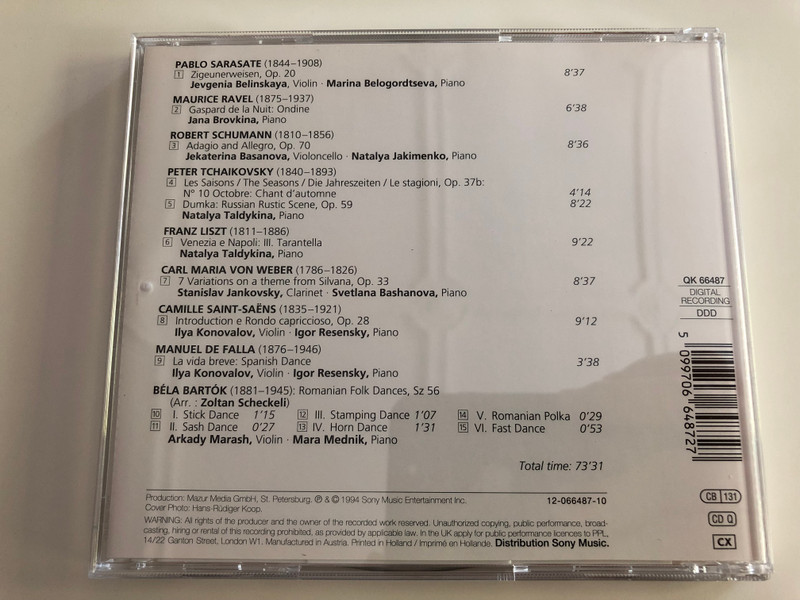 PABLO SARASATE (1844–1908)
1 Zigeunerweisen, Op. 20 8'37
Jevgenia Belinskaya, Violin · Marina Belogordtseva, Piano
MAURICE RAVEL (1875–1937)
2 Gaspard de la Nuit: Ondine 6'38
Jana Brovkina, Piano
ROBERT SCHUMANN (1810–1856)
3 Adagio and Allegro, Op. 70 8'36
Jekaterina Basanova, Violoncello · Natalya Jakimenko, Piano
PETER TCHAIKOVSKY (1840–1893)
4 Les Saisons / The Seasons / Die Jahreszeiten / Le stagioni, Op. 37b:
Nº 10 Octobre: Chant d'automne 4'14
5 Dumka: Russian Rustic Scene, Op. 59 8'22
Natalya Taldykina, Piano
FRANZ LISZT (1811–1886)
6 Venezia e Napoli: III. Tarantella 9'22
Natalya Taldykina, Piano
CARL MARIA VON WEBER (1786–1826)
7 7 Variations on a theme from Silvana, Op. 33 8'37
Stanislav Jankovsky, Clarinet · Svetlana Bashanova, Piano
CAMILLE SAINT-SAËNS (1835–1921)
8 Introduction e Rondo capriccioso, Op. 28 9'12
Ilya Konovalov, Violin · Igor Resensky, Piano
MANUEL DE FALLA (1876–1946)
9 La vida breve: Spanish Dance 3'38
Ilya Konovalov, Violin · Igor Resensky, Piano
BÉLA BARTÓK (1881–1945): Romanian Folk Dances, Sz 56
(Arr. : Zoltan Scheckeli)
10 I. Stick Dance 1'15 12 III. Stamping Dance 1'07 14 V. Romanian Polka 0'29
11 II. Sash Dance 0'27 13 IV. Horn Dance 1'31 15 VI. Fast Dance 0'53
Arkady Marash, Violin · Mara Mednik, Piano
Total time: 73'31
Production: Mazur Media GmbH, St. Petersburg. ℗ & © 1994 Sony Music Entertainment Inc. 12-066487-10
Cover Photo: Hans-Rüdiger Koop.
WARNING: All rights of the producer and the owner of the recorded work reserved. Unauthorized copying, public performance, broad-
casting, hiring or rental of this recording prohibited, as provided by applicable law. In the UK apply for public performance licences to PPL,
14/22 Ganton Street, London W1. Manufactured in Austria. Printed in Holland / Imprimé en Hollande. Distribution Sony Music.
QK 66487
DIGITAL
RECORDING
DDD
5 099706 648727
CB 131
CD Q
CX